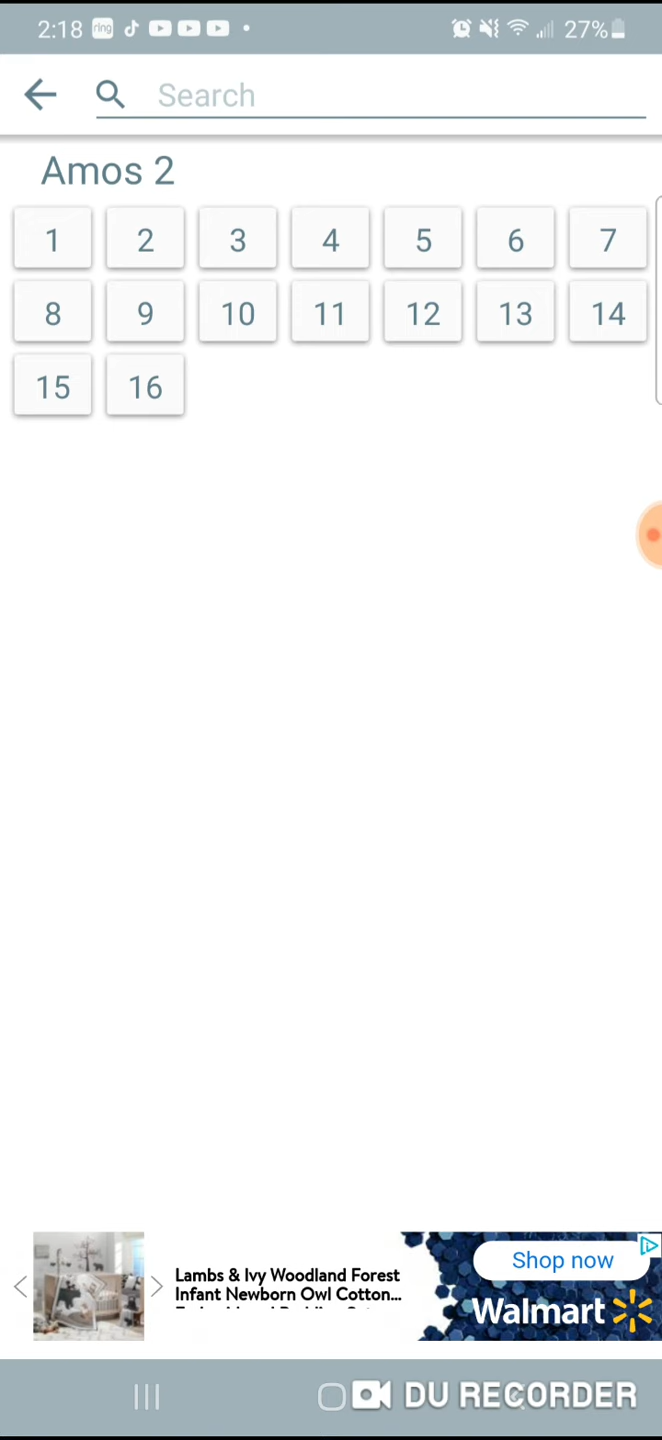 2:18 ring 27%
Search
Amos 2
1 2 3 4 5 6 7
8 9 10 11 12 13 14
15 16
Lambs & Ivy Woodland Forest
Infant Newborn Owl Cotton...
Shop now
Walmart
DU RECORDER